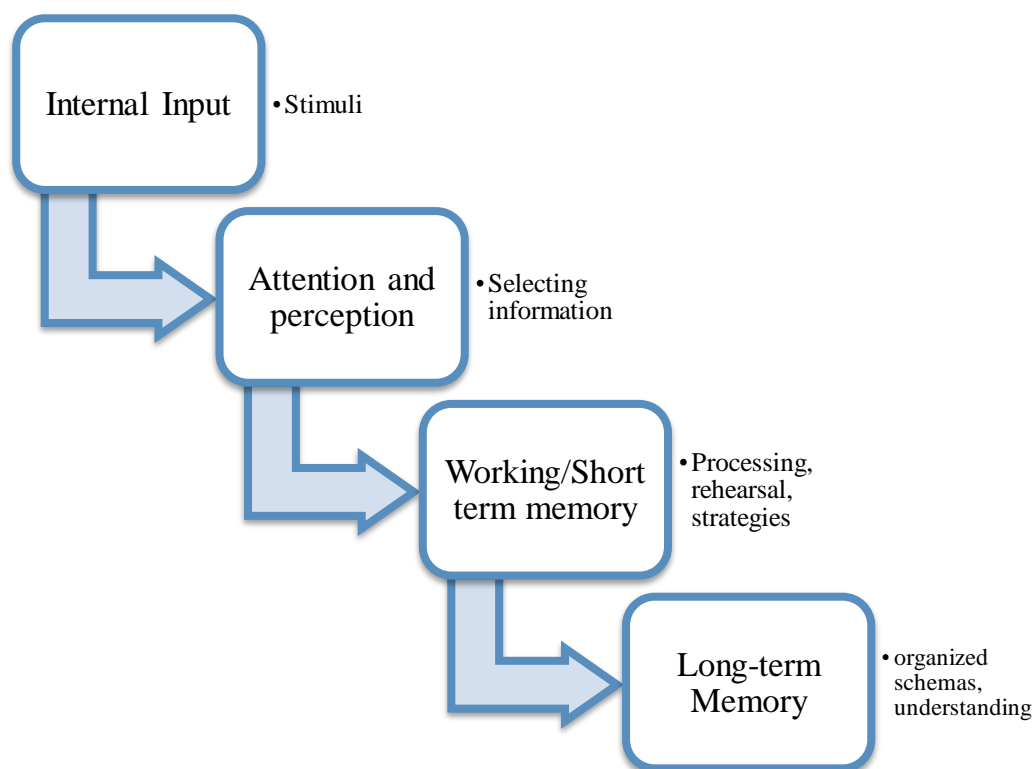 Internal Input
• Stimuli
Attention and
perception
• Selecting
information
Working/Short
term memory
• Processing,
rehearsal,
strategies
Long-term
Memory
• organized
schemas,
understanding